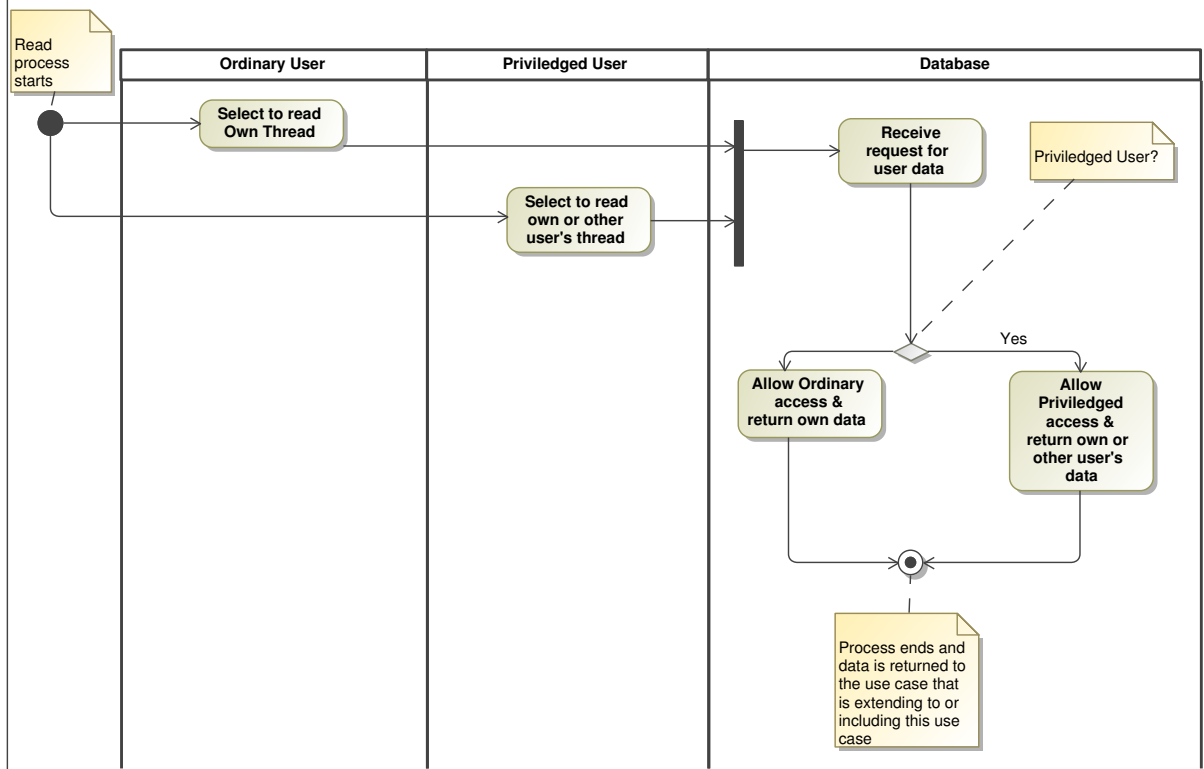 Read
process
starts
Ordinary User
Priviledged User
Database
Select to read
Own Thread
Receive
request for
user data
Priviledged User?
Select to read
own or other
user's thread
Yes
Allow Ordinary
access &
return own data
Allow
Priviledged
access &
return own or
other user's
data
Process ends and
data is returned to
the use case that
is extending to or
including this use
case